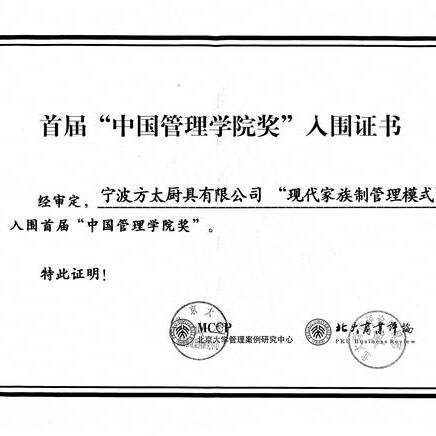 首届“中国管理学院奖”入围证书
经审定，宁波方太厨具有限公司 “现代家族制管理模式
入围首届“中国管理学院奖”。
特此证明！
MCCP
北京大学管理案例研究中心
北大商业评论
PKU Business Review